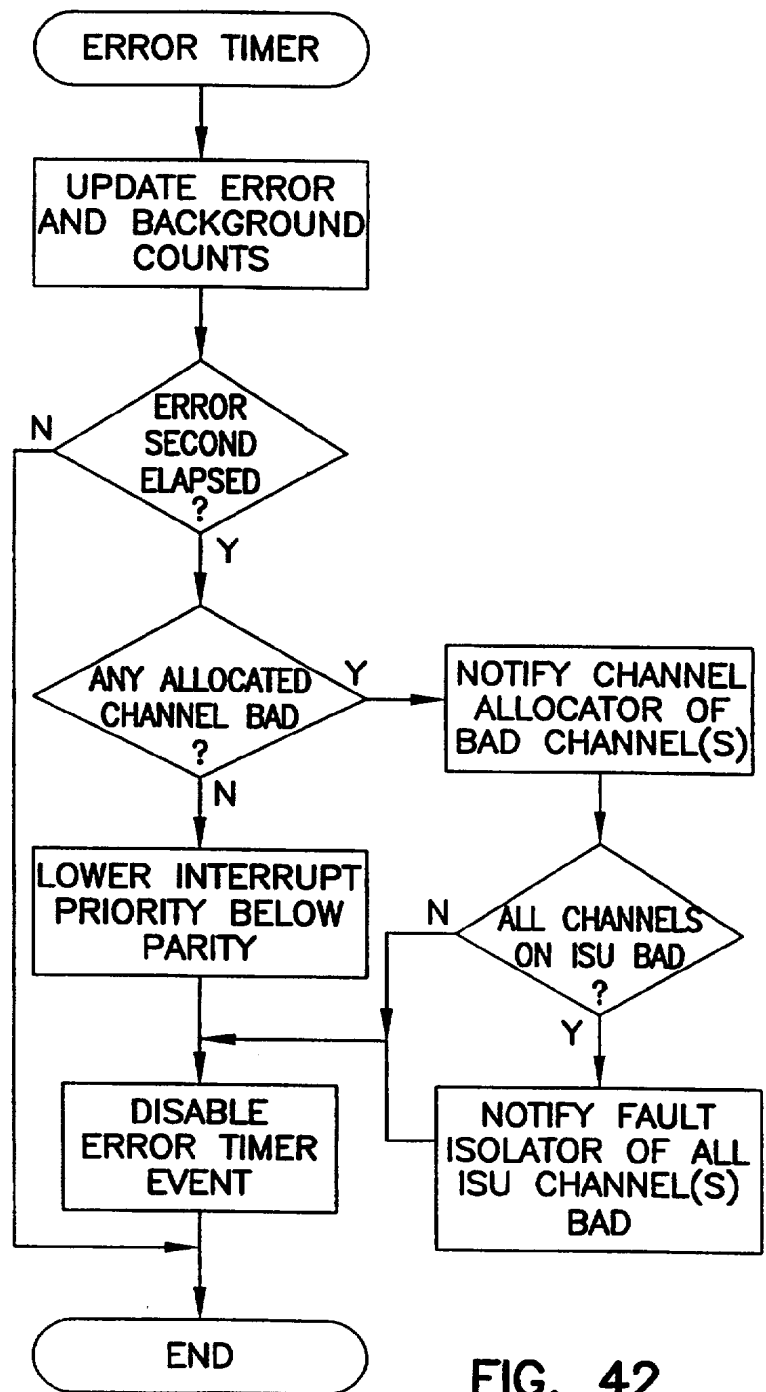 ERROR TIMER
UPDATE ERROR
AND BACKGROUND
COUNTS
N
ERROR
SECOND
ELAPSED
?
Y
ANY ALLOCATED
CHANNEL BAD
?
Y
N
NOTIFY CHANNEL
ALLOCATOR OF
BAD CHANNEL(S)
LOWER INTERRUPT
PRIORITY BELOW
PARITY
N
ALL CHANNELS
ON ISU BAD
?
Y
DISABLE
ERROR TIMER
EVENT
NOTIFY FAULT
ISOLATOR OF ALL
ISU CHANNEL(S)
BAD
END
FIG. 42